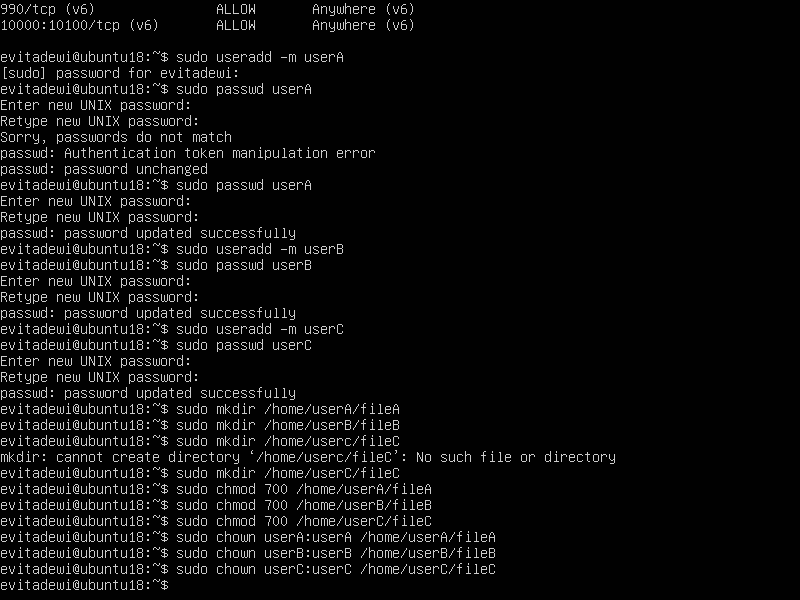 990/tcp (v6)               ALLOW       Anywhere (v6)
10000:10100/tcp (v6)       ALLOW       Anywhere (v6)

evitadewi@ubuntu18:~$ sudo useradd -m userA
[sudo] password for evitadewi:
evitadewi@ubuntu18:~$ sudo passwd userA
Enter new UNIX password:
Retype new UNIX password:
Sorry, passwords do not match
passwd: Authentication token manipulation error
passwd: password unchanged
evitadewi@ubuntu18:~$ sudo passwd userA
Enter new UNIX password:
Retype new UNIX password:
passwd: password updated successfully
evitadewi@ubuntu18:~$ sudo useradd -m userB
evitadewi@ubuntu18:~$ sudo passwd userB
Enter new UNIX password:
Retype new UNIX password:
passwd: password updated successfully
evitadewi@ubuntu18:~$ sudo useradd -m userC
evitadewi@ubuntu18:~$ sudo passwd userC
Enter new UNIX password:
Retype new UNIX password:
passwd: password updated successfully
evitadewi@ubuntu18:~$ sudo mkdir /home/userA/fileA
evitadewi@ubuntu18:~$ sudo mkdir /home/userB/fileB
evitadewi@ubuntu18:~$ sudo mkdir /home/userc/fileC
mkdir: cannot create directory ‘/home/userc/fileC’: No such file or directory
evitadewi@ubuntu18:~$ sudo mkdir /home/userC/fileC
evitadewi@ubuntu18:~$ sudo chmod 700 /home/userA/fileA
evitadewi@ubuntu18:~$ sudo chmod 700 /home/userB/fileB
evitadewi@ubuntu18:~$ sudo chmod 700 /home/userC/fileC
evitadewi@ubuntu18:~$ sudo chown userA:userA /home/userA/fileA
evitadewi@ubuntu18:~$ sudo chown userB:userB /home/userB/fileB
evitadewi@ubuntu18:~$ sudo chown userC:userC /home/userC/fileC
evitadewi@ubuntu18:~$